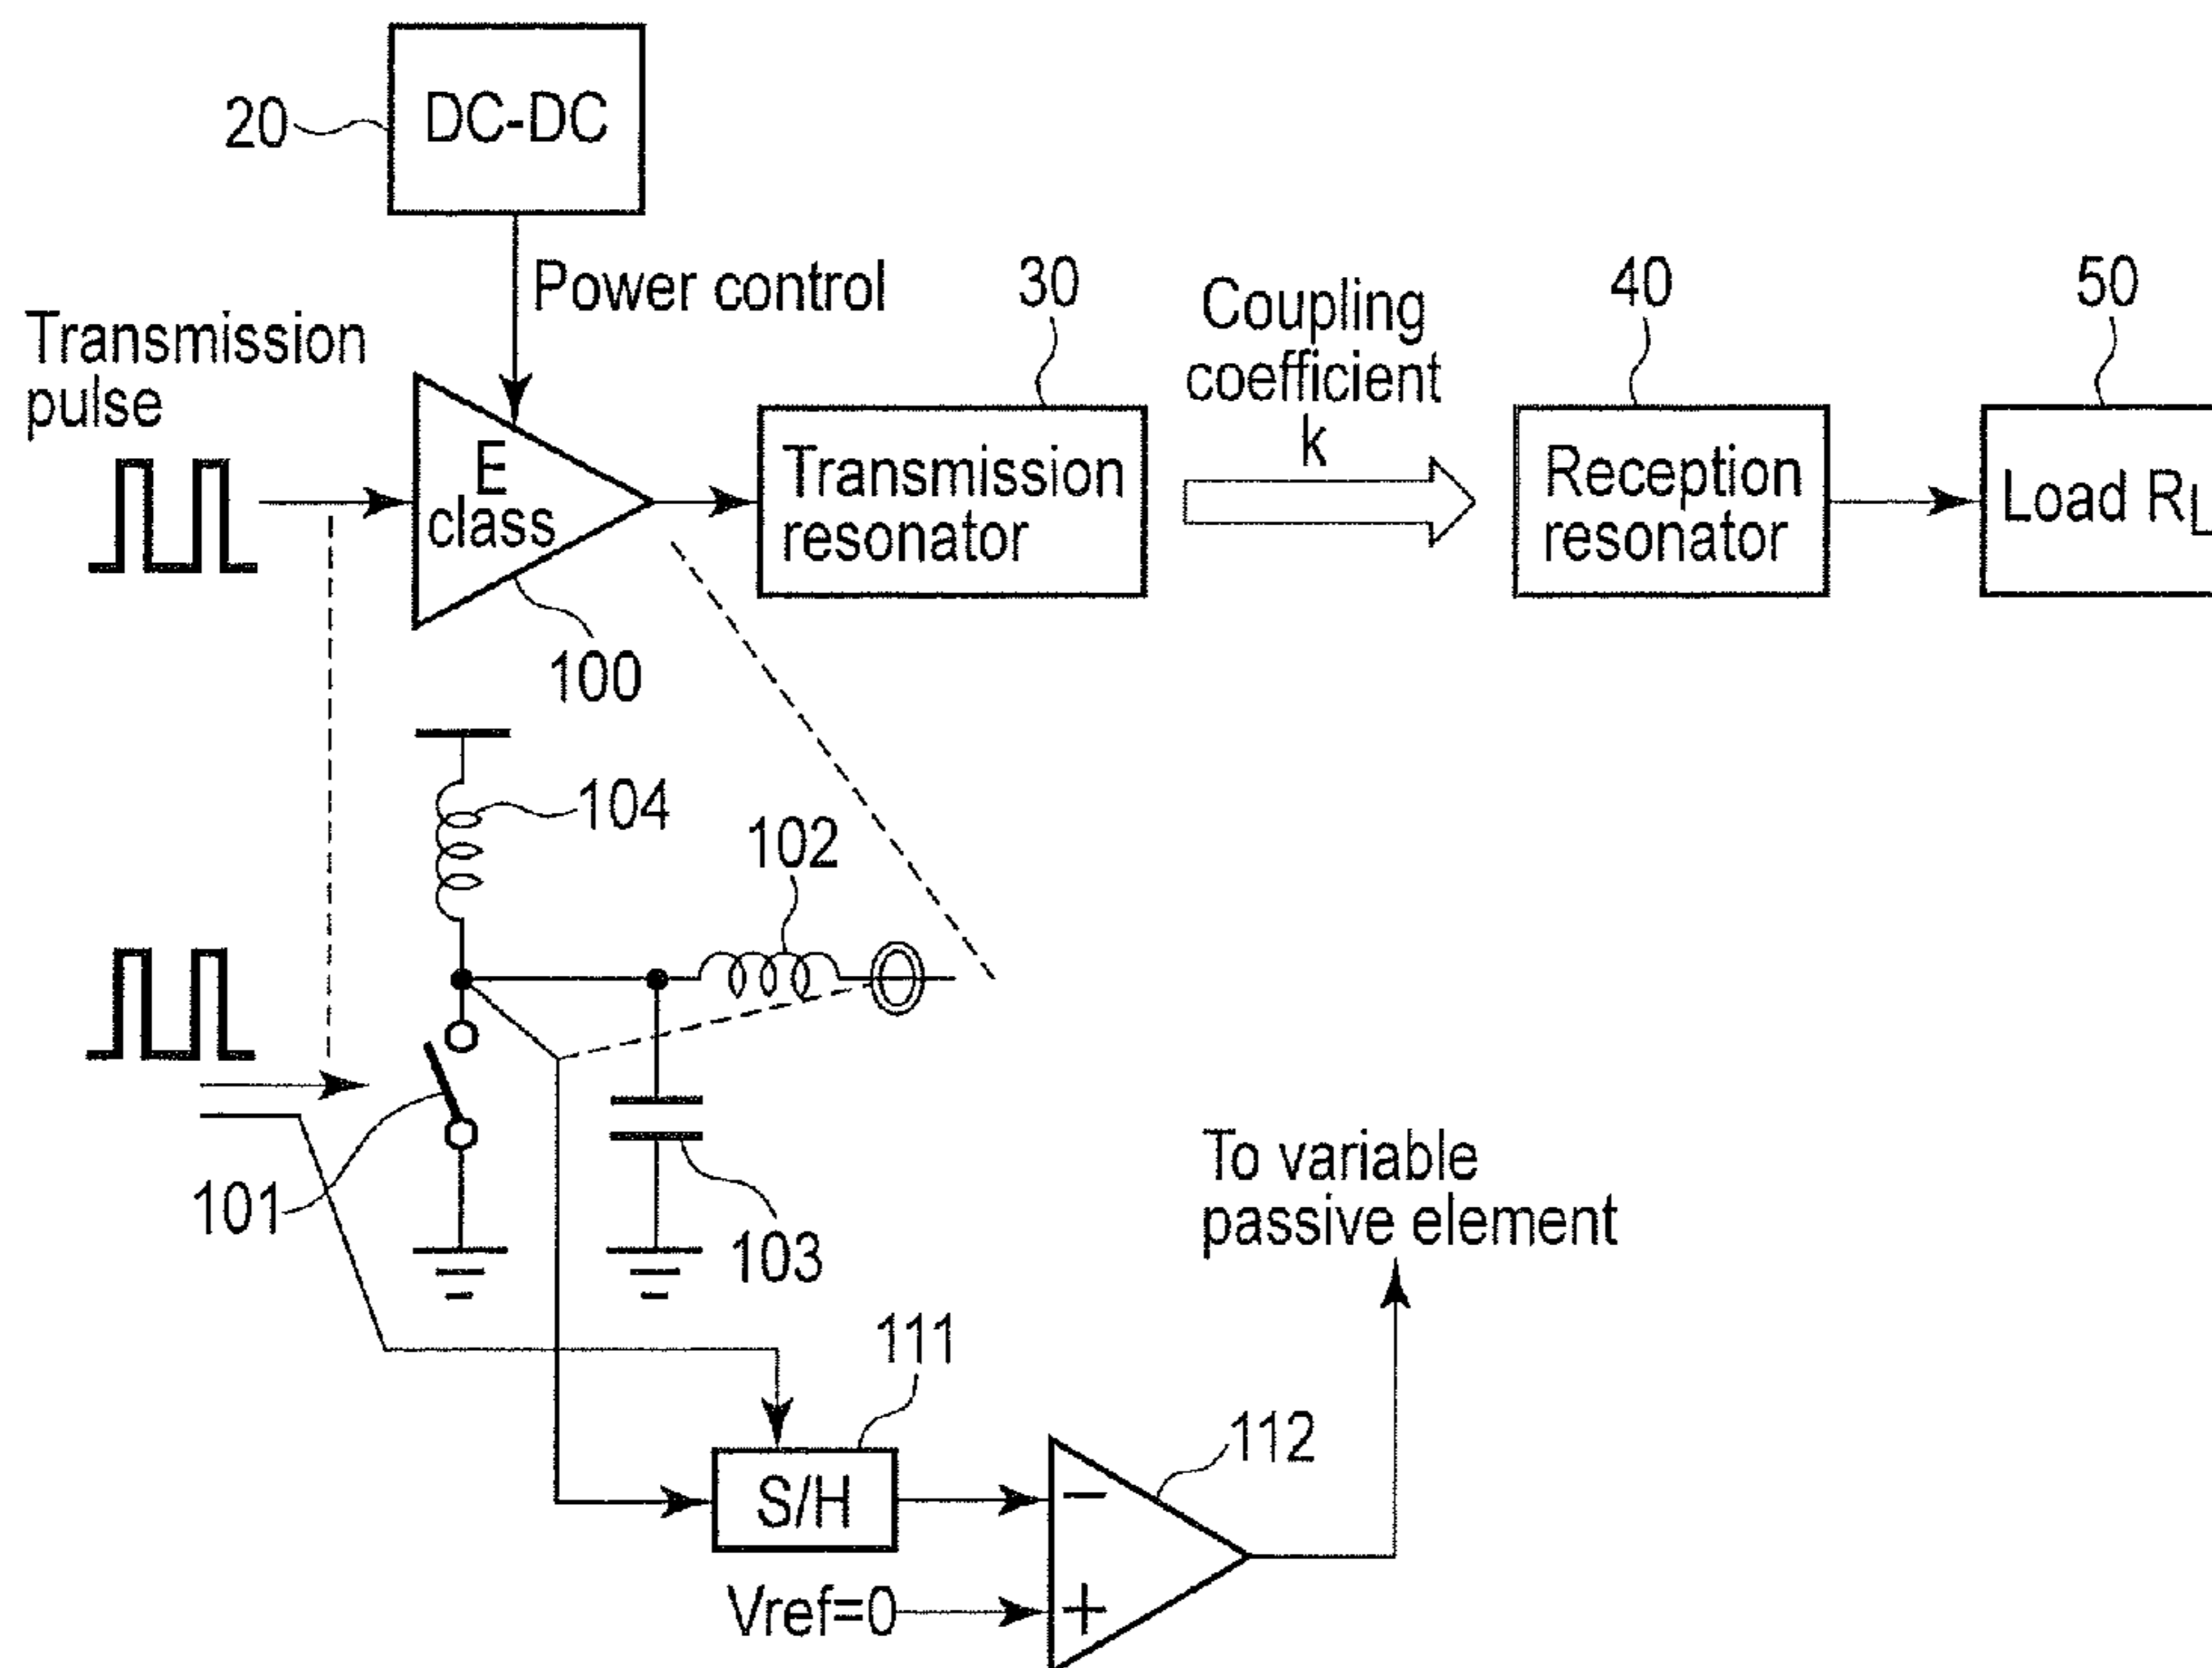 DC-DC
20
Power control
Transmission
pulse
E
class
100
30
Transmission
resonator
Coupling
coefficient
k
40
Reception
resonator
50
Load RL
104
102
101
103
To variable
passive element
111
S/H
112
−
+
Vref=0